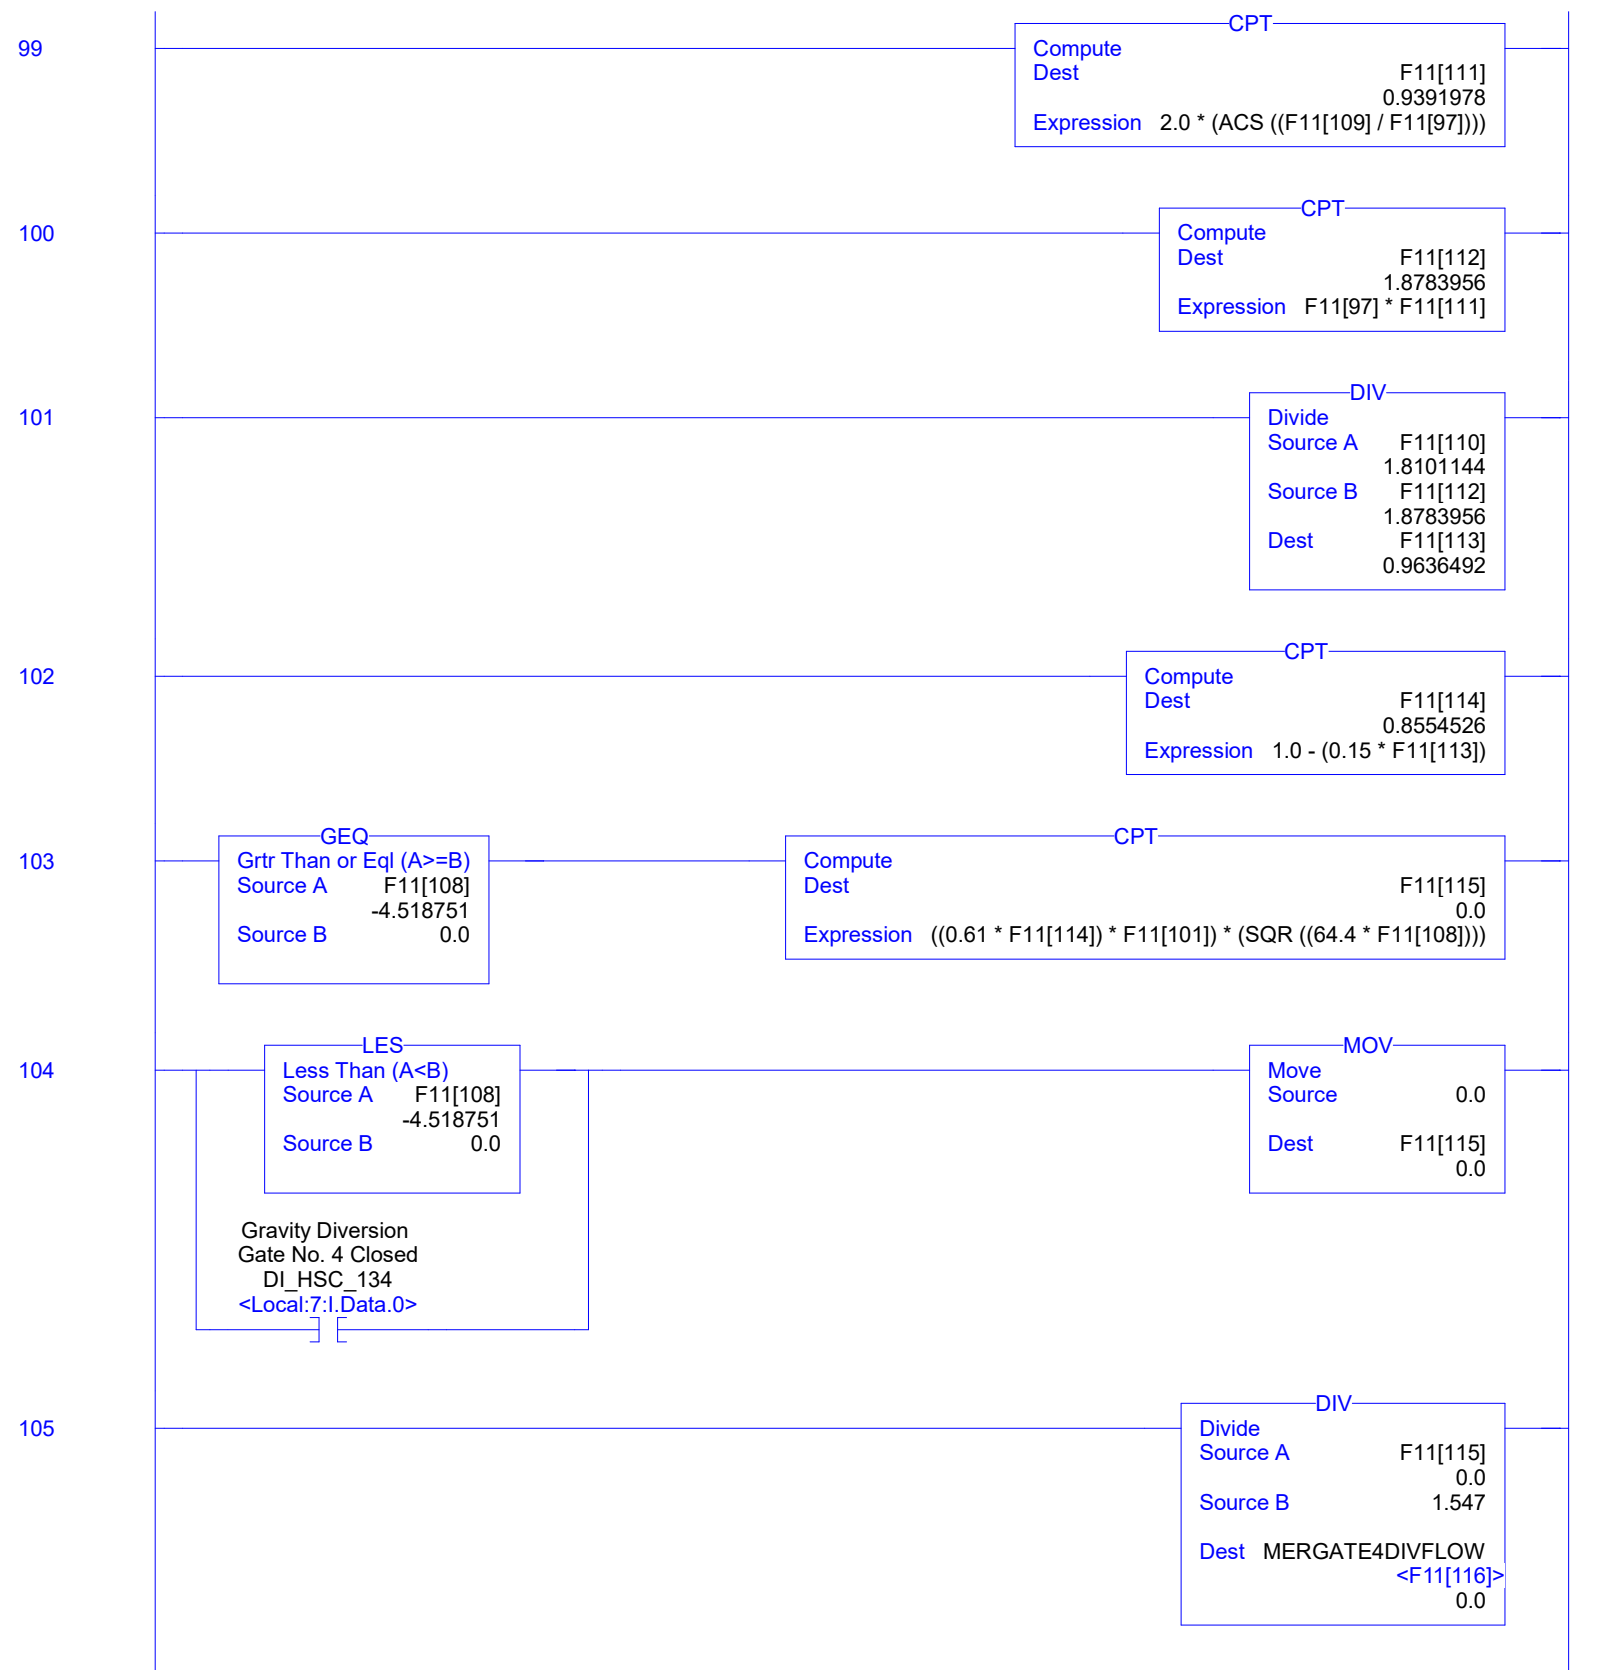 99
CPT
Compute
Dest F11[111]
0.9391978
Expression 2.0 * (ACS ((F11[109] / F11[97])))
100
CPT
Compute
Dest F11[112]
1.8783956
Expression F11[97] * F11[111]
101
DIV
Divide
Source A F11[110]
1.8101144
Source B F11[112]
1.8783956
Dest F11[113]
0.9636492
102
CPT
Compute
Dest F11[114]
0.8554526
Expression 1.0 - (0.15 * F11[113])
103
GEQ
Grtr Than or Eql (A>=B)
Source A F11[108]
-4.518751
Source B 0.0
CPT
Compute
Dest F11[115]
0.0
Expression ((0.61 * F11[114]) * F11[101]) * (SQR ((64.4 * F11[108])))
104
LES
Less Than (A<B)
Source A F11[108]
-4.518751
Source B 0.0
Gravity Diversion
Gate No. 4 Closed
DI_HSC_134
<Local:7:I.Data.0>
MOV
Move
Source 0.0
Dest F11[115]
0.0
105
DIV
Divide
Source A F11[115]
0.0
Source B 1.547
Dest MERGATE4DIVFLOW
<F11[116]>
0.0